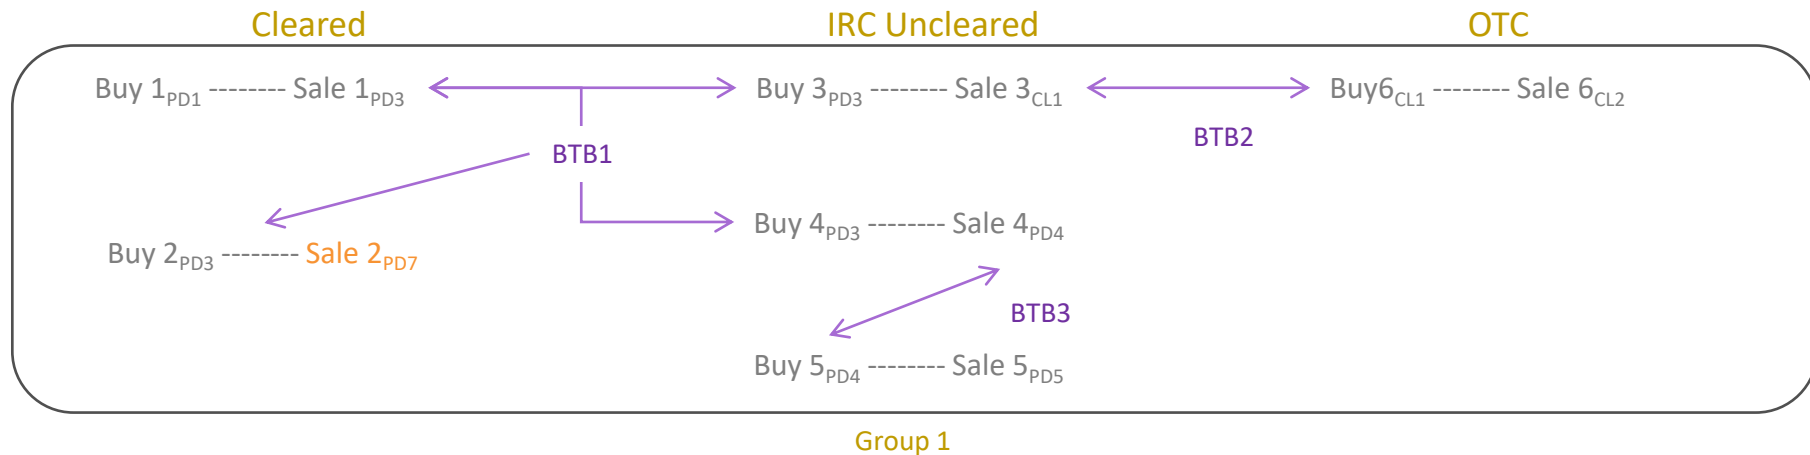 Cleared IRC Uncleared OTC
Buy 1PD1 -------- Sale 1PD3 Buy 3PD3 -------- Sale 3CL1 Buy6CL1 -------- Sale 6CL2
BTB2
BTB1
Buy 4PD3 -------- Sale 4PD4
Buy 2PD3 -------- Sale 2PD7
BTB3
Buy 5PD4 -------- Sale 5PD5
Group 1